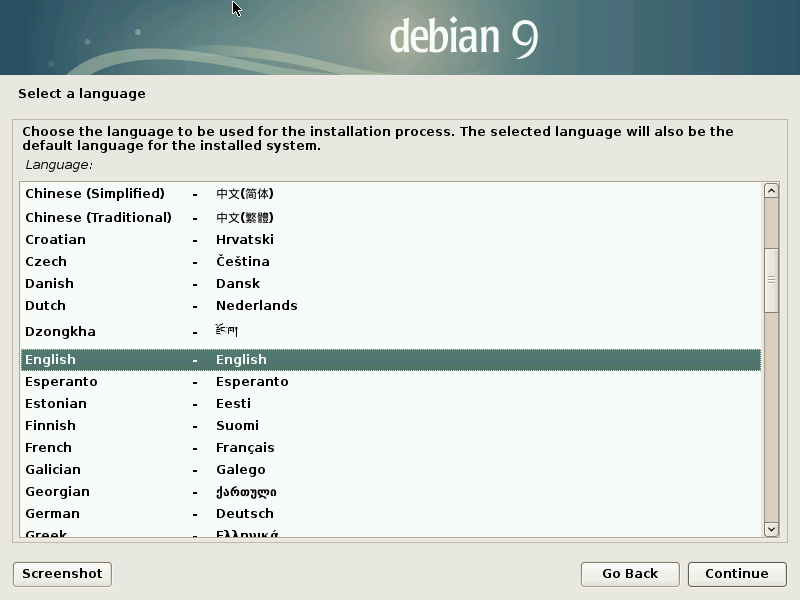 debian 9
Select a language
Choose the language to be used for the installation process. The selected language will also be the
default language for the installed system.
Language:
Chinese (Simplified) - 中文(简体)
Chinese (Traditional) - 中文(繁體)
Croatian - Hrvatski
Czech - Čeština
Danish - Dansk
Dutch - Nederlands
Dzongkha - རྫོང་ཁ།
English - English
Esperanto - Esperanto
Estonian - Eesti
Finnish - Suomi
French - Français
Galician - Galego
Georgian - ქართული
German - Deutsch
Greek - Ελληνικά
Screenshot
Go Back
Continue